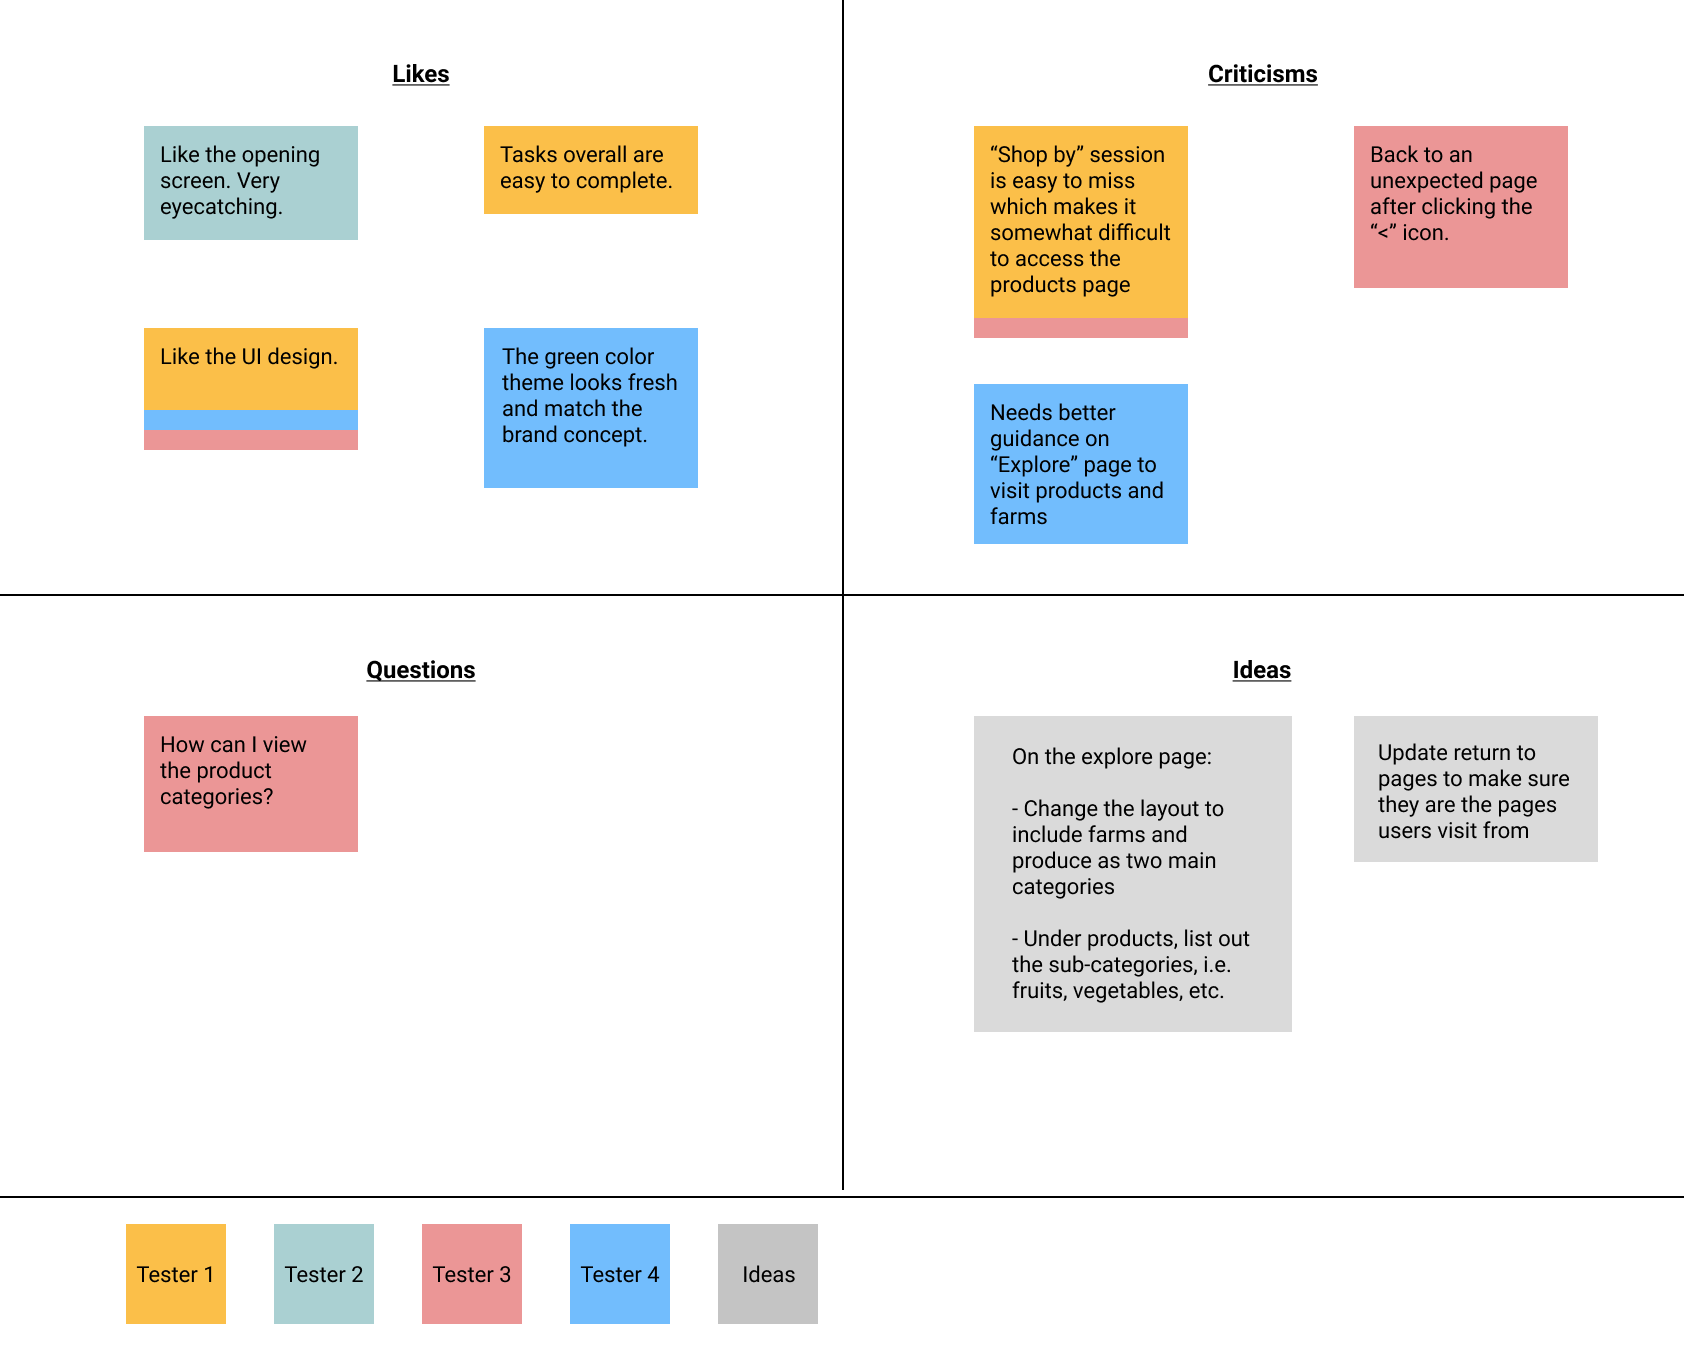 Likes
Like the opening
screen. Very
eyecatching.
Tasks overall are
easy to complete.
Like the UI design.
The green color
theme looks fresh
and match the
brand concept.
Criticisms
“Shop by” session
is easy to miss
which makes it
somewhat difficult
to access the
products page
Back to an
unexpected page
after clicking the
“<” icon.
Needs better
guidance on
“Explore” page to
visit products and
farms
Questions
How can I view
the product
categories?
Ideas
On the explore page:
- Change the layout to
include farms and
produce as two main
categories
- Under products, list out
the sub-categories, i.e.
fruits, vegetables, etc.
Update return to
pages to make sure
they are the pages
users visit from
Tester 1
Tester 2
Tester 3
Tester 4
Ideas